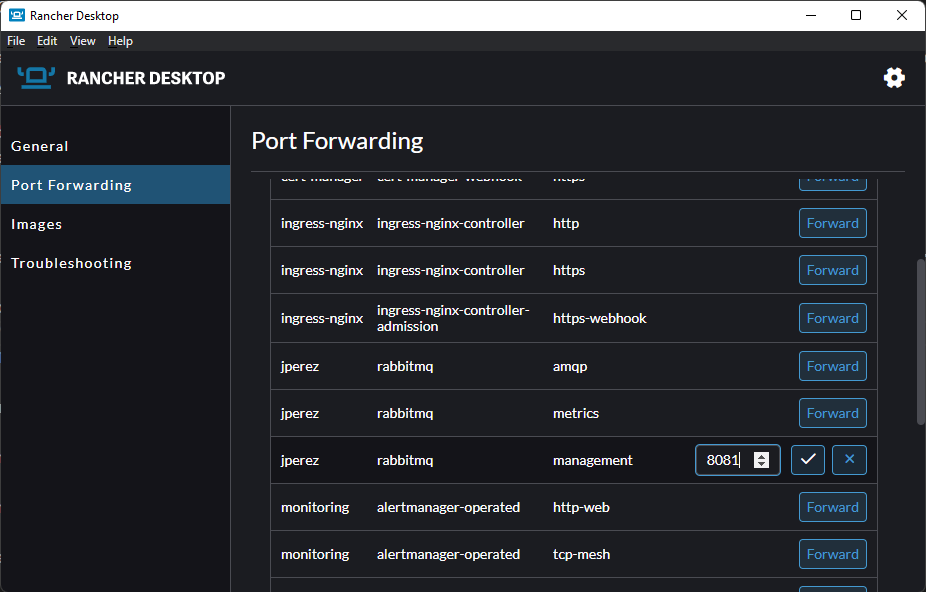 Rancher Desktop
File Edit View Help
RANCHER DESKTOP
General
Port Forwarding
Images
Troubleshooting
Port Forwarding
cert-manager cert-manager-webhook https Forward
ingress-nginx ingress-nginx-controller http Forward
ingress-nginx ingress-nginx-controller https Forward
ingress-nginx ingress-nginx-controller-
admission https-webhook Forward
jperez rabbitmq amqp Forward
jperez rabbitmq metrics Forward
jperez rabbitmq management 8081
monitoring alertmanager-operated http-web Forward
monitoring alertmanager-operated tcp-mesh Forward